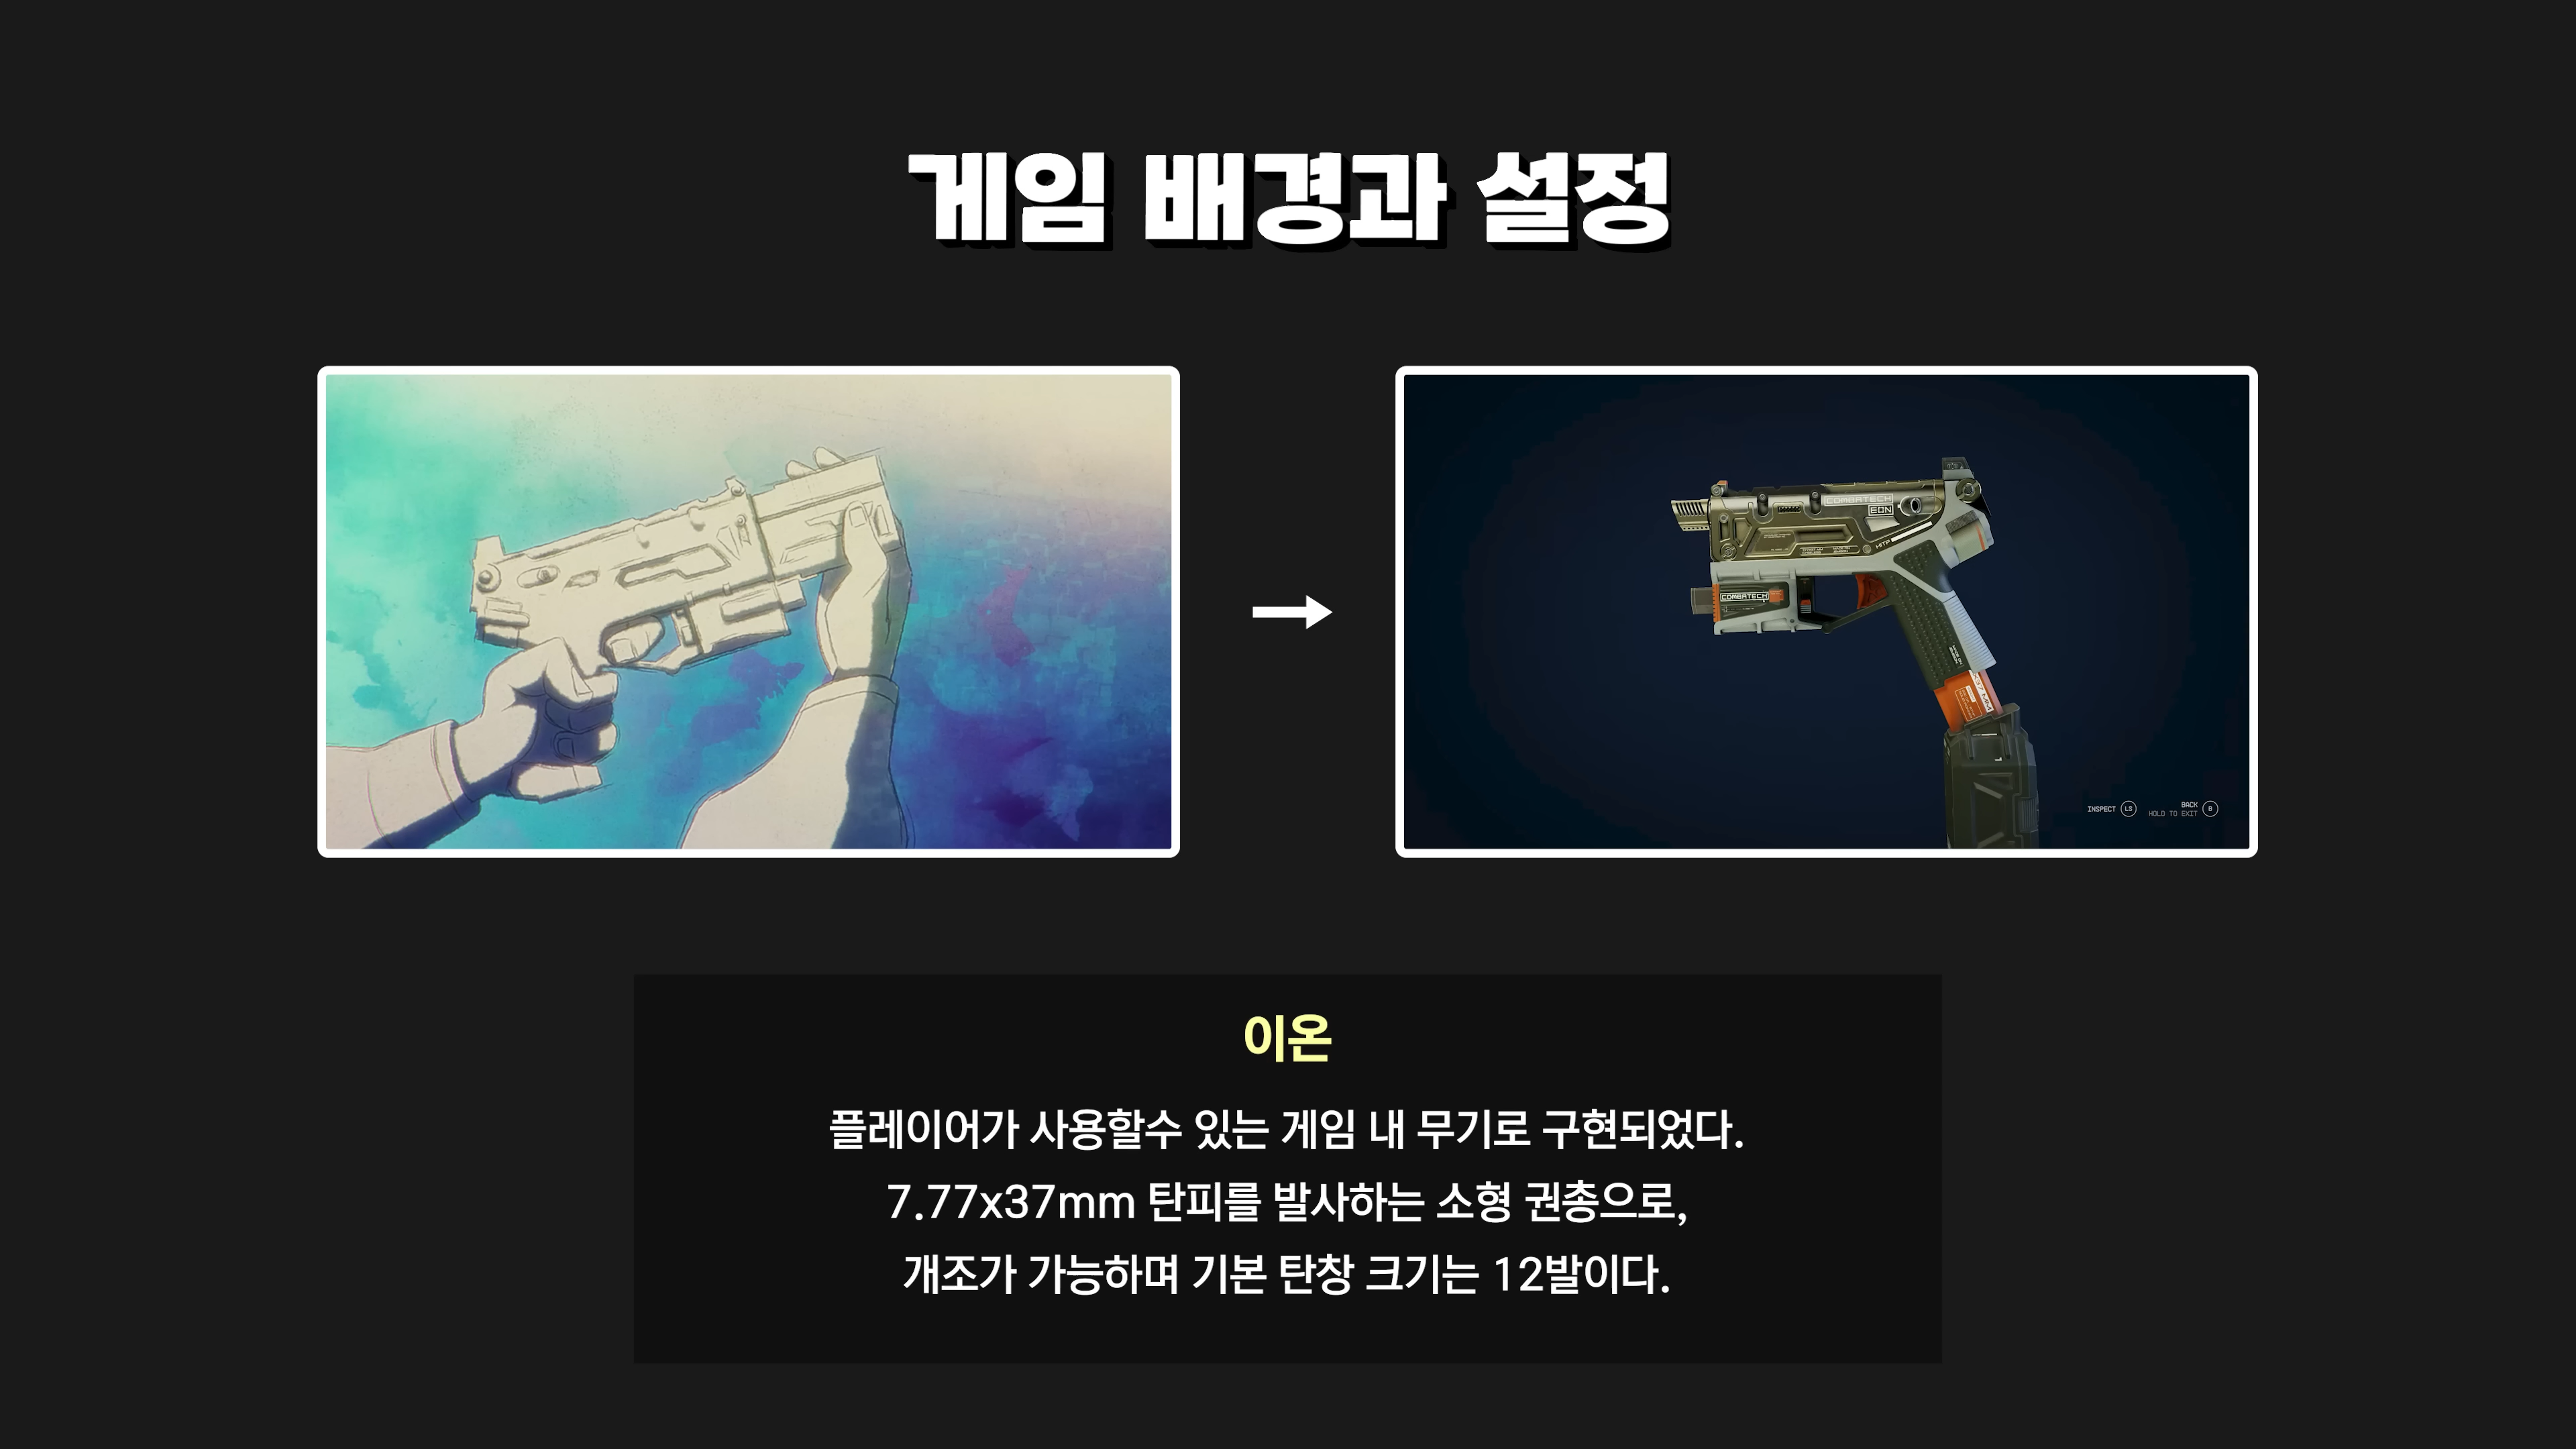 게임 배경과 설정
COMBATECH
EON
COMBATECH
INSPECT LS
BACK B
HOLD TO EXIT
이온
플레이어가 사용할수 있는 게임 내 무기로 구현되었다.
7.77x37mm 탄피를 발사하는 소형 권총으로,
개조가 가능하며 기본 탄창 크기는 12발이다.